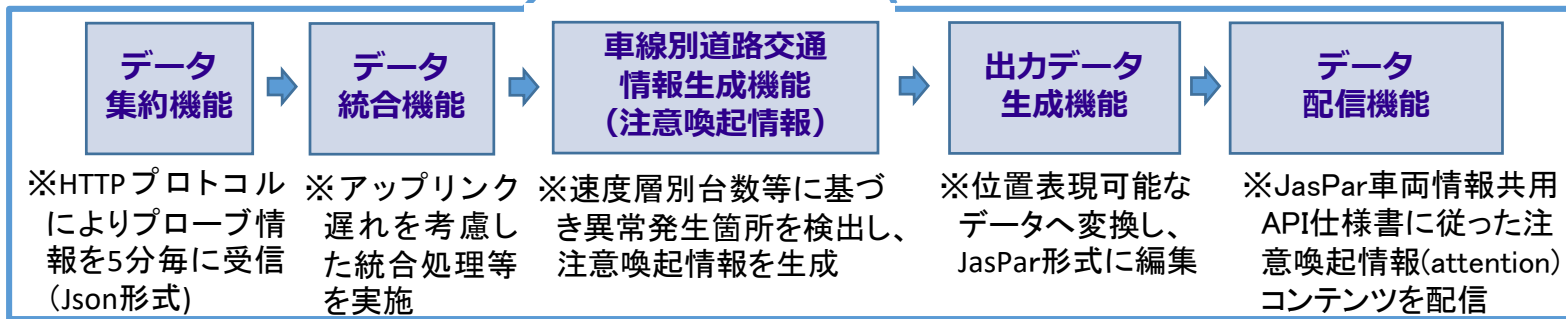 データ
集約機能
データ
統合機能
車線別道路交通
情報生成機能
（注意喚起情報）
出力データ
生成機能
データ
配信機能
※HTTPプロトコル
によりプローブ情
報を5分毎に受信
（Json形式)
※アップリンク
遅れを考慮し
た統合処理等
を実施
※速度層別台数等に基づ
き異常発生箇所を検出し、
注意喚起情報を生成
※位置表現可能な
データへ変換し、
JasPar形式に編集
※JasPar車両情報共用
API仕様書に従った注
意喚起情報(attention)
コンテンツを配信